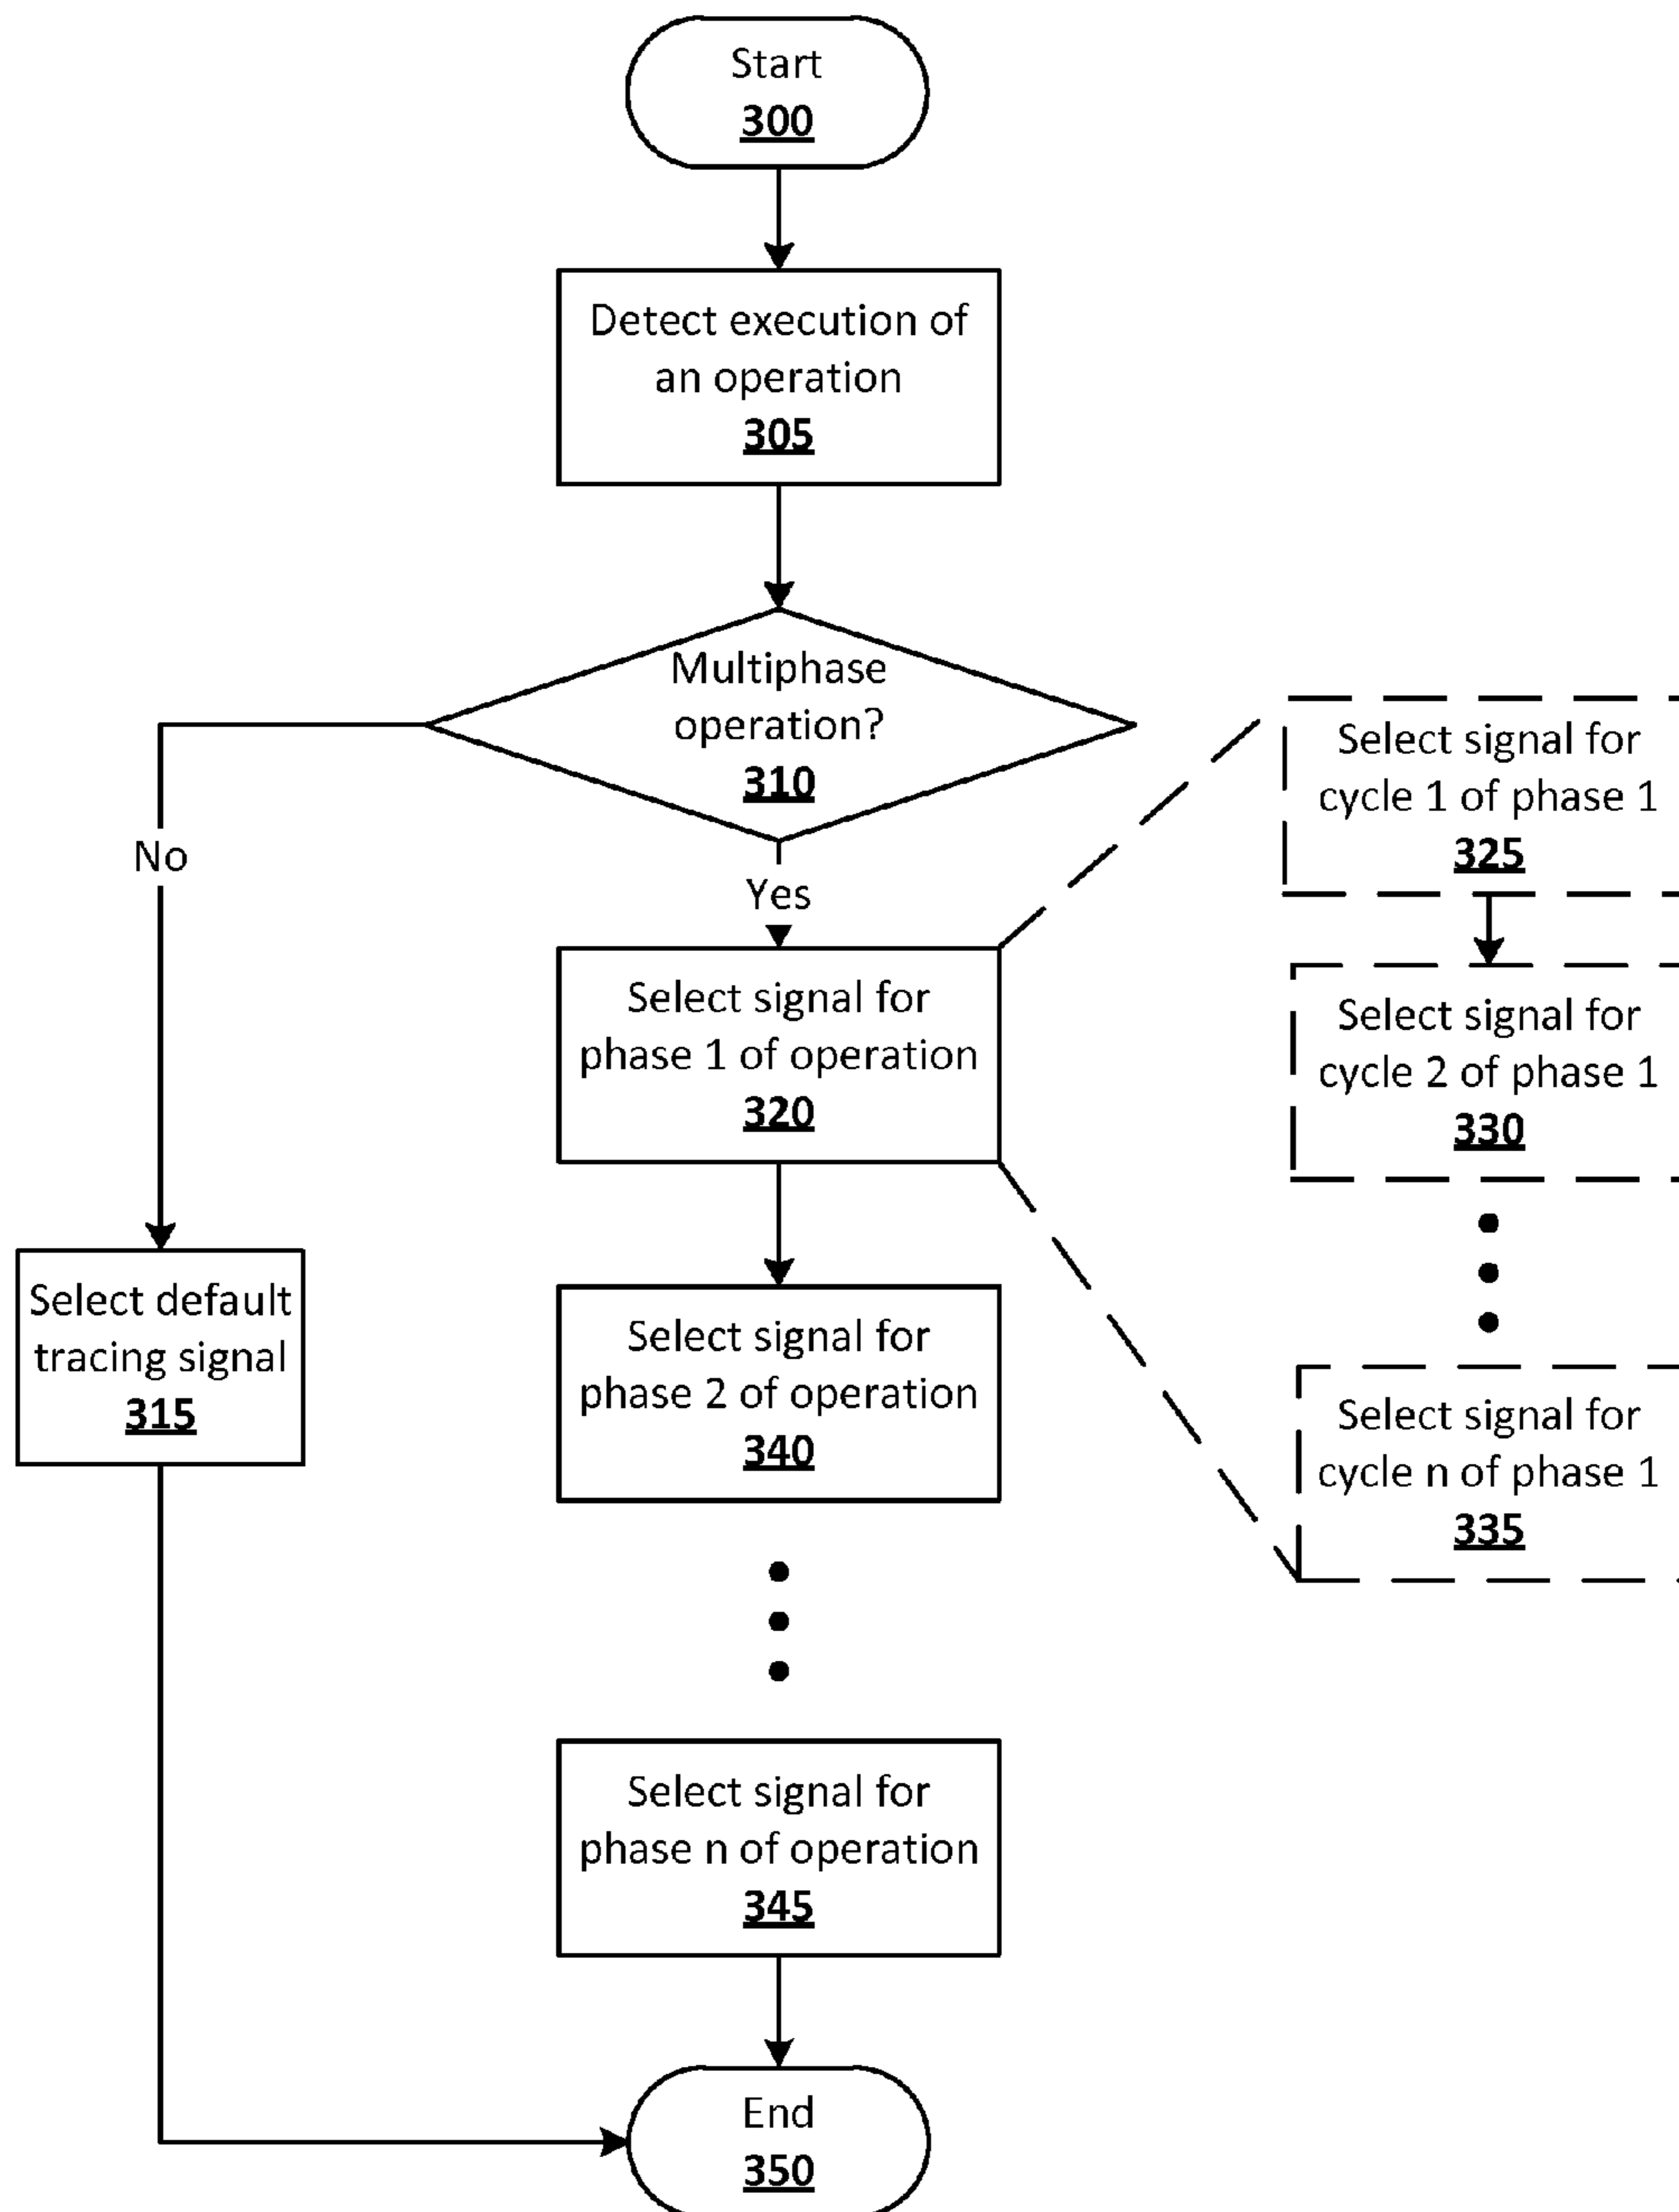 Start
300
Detect execution of
an operation
305
Multiphase
operation?
310
No
Yes
Select signal for
phase 1 of operation
320
Select signal for
cycle 1 of phase 1
325
Select signal for
cycle 2 of phase 1
330
Select signal for
cycle n of phase 1
335
Select default
tracing signal
315
Select signal for
phase 2 of operation
340
Select signal for
phase n of operation
345
End
350